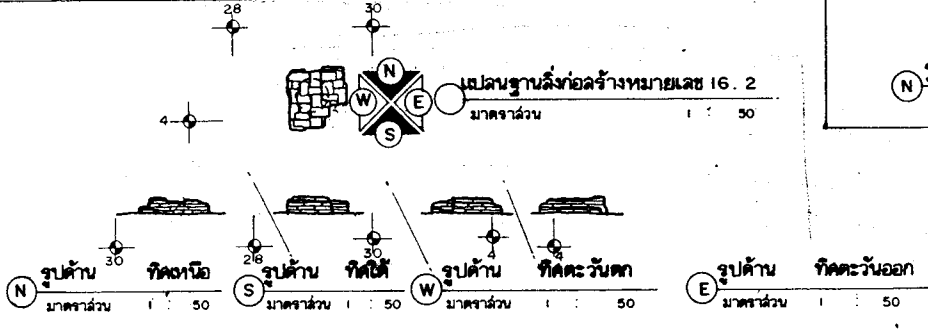 28 30
N
W E
S
แปลนฐานสิ่งก่อสร้างหมายเลข 16.2
มาตราส่วน 1 : 50
4
N
30 28 30 4 4
N รูปด้าน ทิศเหนือ
มาตราส่วน 1 : 50
S รูปด้าน ทิศใต้
มาตราส่วน 1 : 50
W รูปด้าน ทิศตะวันตก
มาตราส่วน 1 : 50
E รูปด้าน ทิศตะวันออก
มาตราส่วน 1 : 50